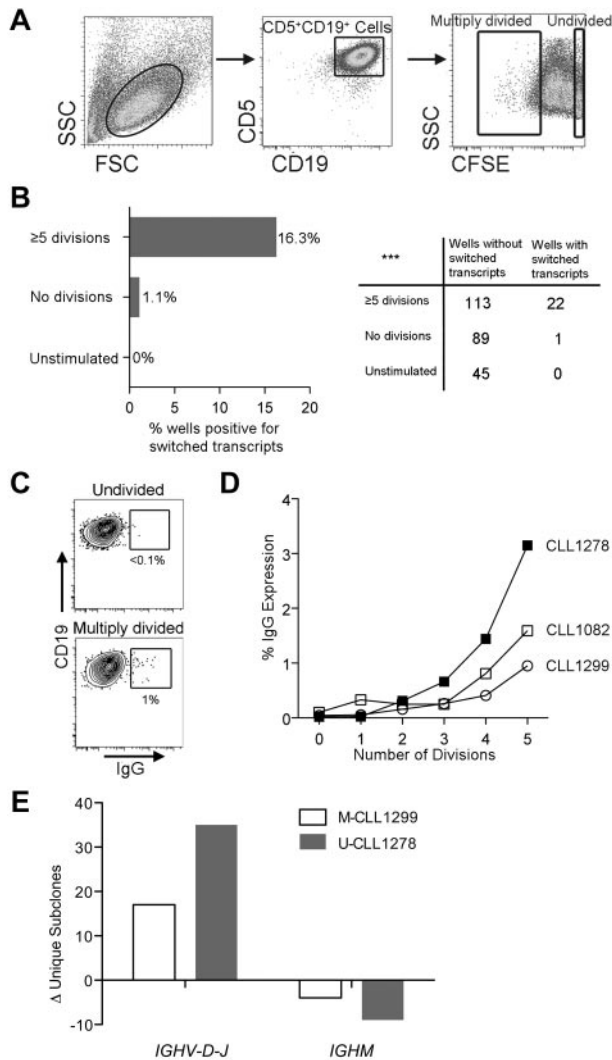 A
SSC
FSC
CD5⁺CD19⁺ Cells
CD5
CD19
Multiply divided
Undivided
SSC
CFSE
B
≥5 divisions
16.3%
No divisions
1.1%
Unstimulated
0%
0 5 10 15 20
% wells positive for
switched transcripts
***
Wells without
switched
transcripts
Wells with
switched
transcripts
≥5 divisions 113 22
No divisions 89 1
Unstimulated 45 0
C
Undivided
<0.1%
Multiply divided
1%
CD19
IgG
D
% IgG Expression
4
3
2
1
0
0 1 2 3 4 5
Number of Divisions
CLL1278
CLL1082
CLL1299
E
Δ Unique Subclones
40
30
20
10
0
-10
M-CLL1299
U-CLL1278
IGHV-D-J IGHM